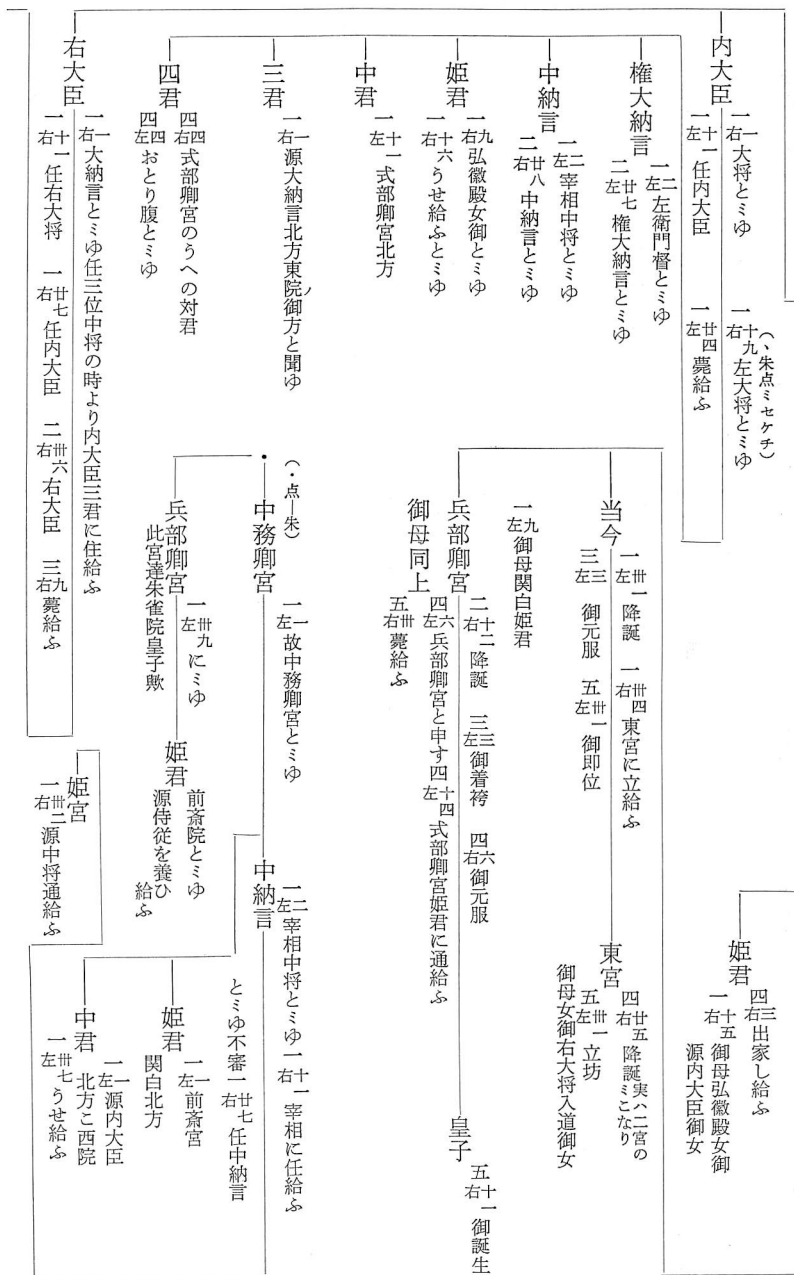 内大臣
一右一大将とミゆ
一左十一任内大臣
(、朱点ミセケチ)
一右十九左大将とミゆ
一左廿四薨給ふ
権大納言
一左二左衛門督とミゆ
二左廿七権大納言とミゆ
中納言
一左二宰相中将とミゆ
二右廿八中納言とミゆ
姫君
一右九弘徽殿女御とミゆ
一右十六うせ給ふとミゆ
中君
一左十一式部卿宮北方
三君
一右一源大納言北方東院ノ御方と聞ゆ
四君
四右四式部卿宮のうへの対君
四左四おとり腹とミゆ
右大臣
一右一大納言とミゆ任三位中将の時より内大臣三君に住給ふ
一右十一任右大将 一右廿七任内大臣 二右卅六右大臣 三右九薨給ふ
当今
一左卅一降誕 一右卅四東宮に立給ふ
三左三御元服 五左卅一御即位
一左九御母関白姫君
兵部卿宮
二右十二降誕 三左三御着袴 四右六御元服
四左六兵部卿宮と申す四左十四式部卿宮姫君に通給ふ
御母同上
五右卅薨給ふ
(・点―朱)
中務卿宮
一左一故中務卿宮とミゆ
兵部卿宮
一左卅九にミゆ
此宮達朱雀院皇子歟
姫君
前斎院とミゆ
源侍従を養ひ給ふ
姫宮
一右卅二源中将通給ふ
姫君
四右三出家し給ふ
一右十五御母弘徽殿女御
源内大臣御女
東宮
四右廿五降誕実ハ二宮のミこなり
五左卅一立坊
御母女御右大将入道御女
皇子
五右十一御誕生
中納言
一左二宰相中将とミゆ 一右十一宰相に任給ふ
とミゆ不審一右廿七任中納言
姫君
一左一前斎宮
関白北方
中君
一左一源内大臣
北方こ西院
一左卅七うせ給ふ